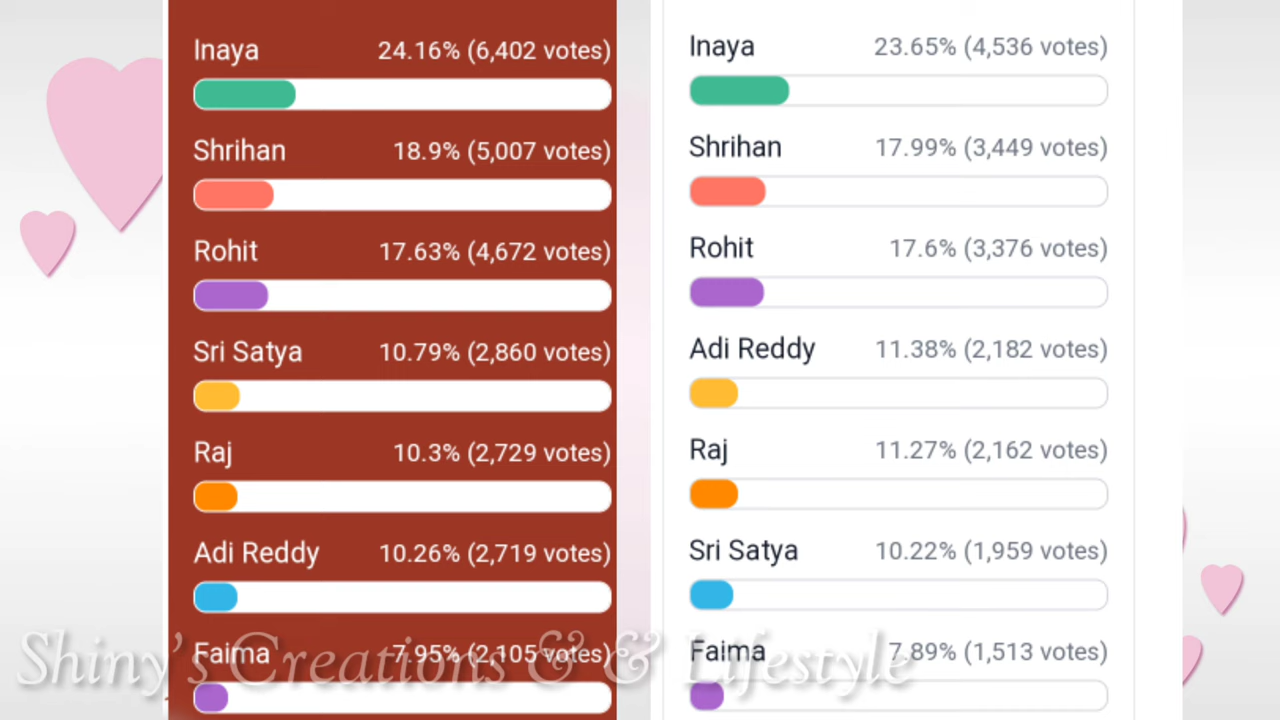 Inaya 24.16% (6,402 votes)
Shrihan 18.9% (5,007 votes)
Rohit 17.63% (4,672 votes)
Sri Satya 10.79% (2,860 votes)
Raj 10.3% (2,729 votes)
Adi Reddy 10.26% (2,719 votes)
Faima 7.95% (2,105 votes)
Inaya 23.65% (4,536 votes)
Shrihan 17.99% (3,449 votes)
Rohit 17.6% (3,376 votes)
Adi Reddy 11.38% (2,182 votes)
Raj 11.27% (2,162 votes)
Sri Satya 10.22% (1,959 votes)
Faima 7.89% (1,513 votes)
Shiny's Creations & & Lifestyle